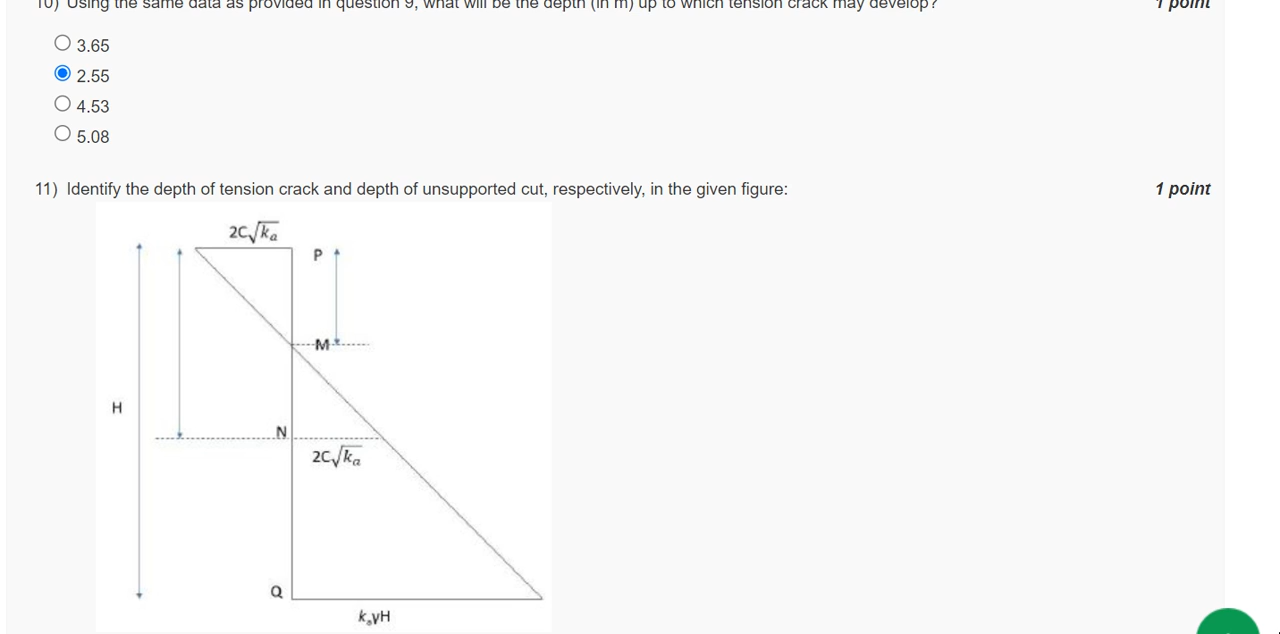 10) Using the same data as provided in question 9, what will be the depth (in m) up to which tension crack may develop? 1 point
3.65
2.55
4.53
5.08
11) Identify the depth of tension crack and depth of unsupported cut, respectively, in the given figure: 1 point
2C√kₐ
P
M
H
N
2C√kₐ
Q
kₐγH